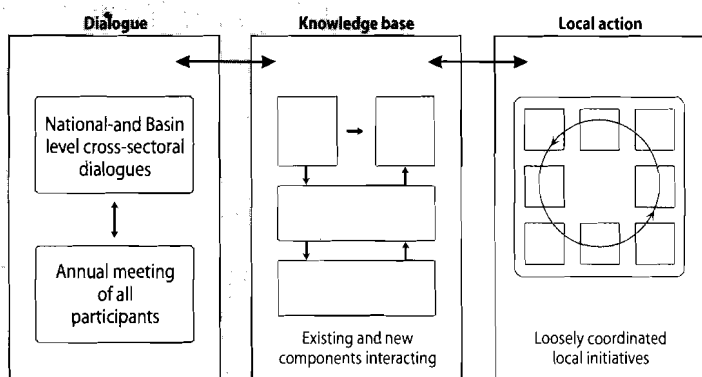 Dialogue
Knowledge base
Local action
National-and Basin
level cross-sectoral
dialogues
Annual meeting
of all
participants
Existing and new
components interacting
Loosely coordinated
local initiatives